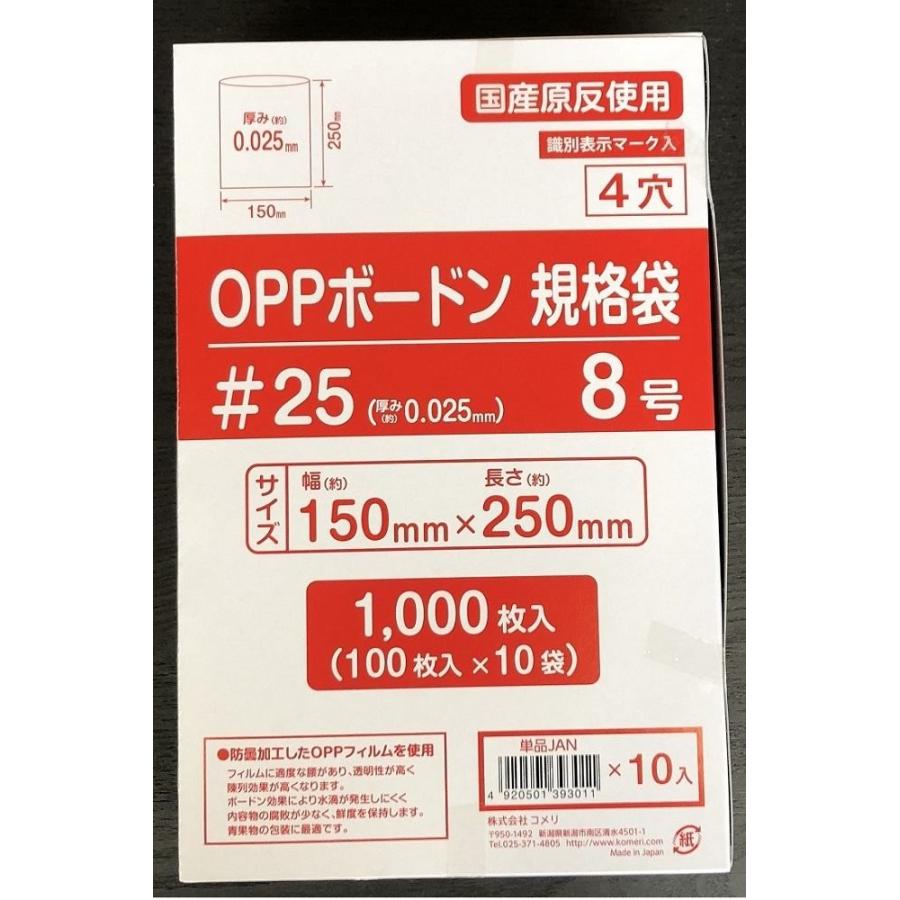 厚み(約)
0.025mm
250mm
150mm
国産原反使用
識別表示マーク入
4穴
OPPボードン 規格袋
#25 (厚み(約)0.025mm) 8号
サイズ
幅(約) 長さ(約)
150mm×250mm
1,000枚入
(100枚入×10袋)
●防曇加工したOPPフィルムを使用
フィルムに適度な腰があり、透明性が高く
陳列効果が高くなります。
ボードン効果により水滴が発生しにくく
内容物の腐敗が少なく、鮮度を保持します。
青果物の包装に最適です。
単品JAN
4 920501 393011
×10入
株式会社 コメリ
〒950-1492 新潟県新潟市南区清水4501-1
Tel.025-371-4805 http://www.komeri.com
Made in Japan
紙